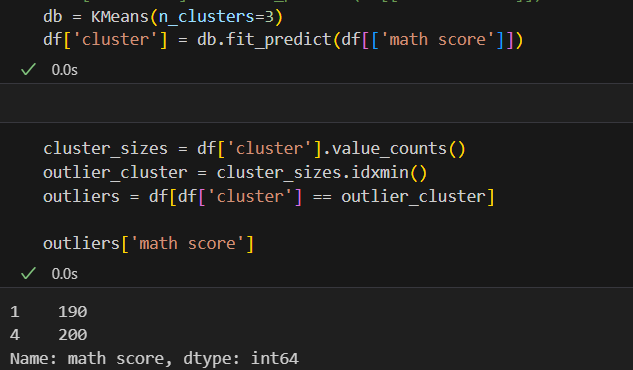 db = KMeans(n_clusters=3)
df['cluster'] = db.fit_predict(df[['math score']])
0.0s
cluster_sizes = df['cluster'].value_counts()
outlier_cluster = cluster_sizes.idxmin()
outliers = df[df['cluster'] == outlier_cluster]
outliers['math score']
0.0s
1    190
4    200
Name: math score, dtype: int64